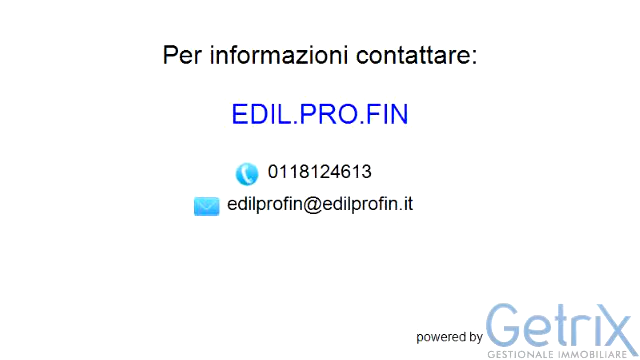 Per informazioni contattare:
EDIL.PRO.FIN
0118124613
edilprofin@edilprofin.it
powered by Getrix
GESTIONALE IMMOBILIARE